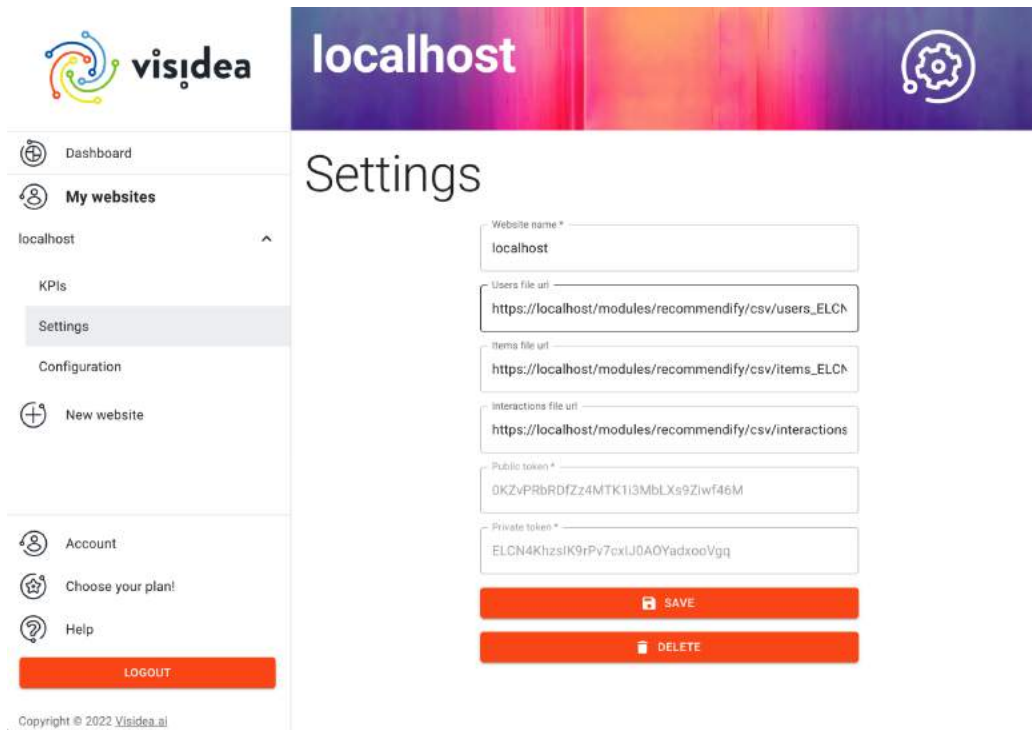 visidea
localhost
Dashboard
My websites
localhost
KPIs
Settings
Configuration
New website
Account
Choose your plan!
Help
LOGOUT
Copyright © 2022 Visidea.ai
Settings
Website name *
localhost
Users file url
https://localhost/modules/recommendify/csv/users_ELCN
Items file url
https://localhost/modules/recommendify/csv/items_ELCN
Interactions file url
https://localhost/modules/recommendify/csv/interactions
Public token *
0KZvPRbRDfZz4MTK1i3MbLXs9Ziwf46M
Private token *
ELCN4KhzsIK9rPv7cxIJ0AOYadxooVgq
SAVE
DELETE